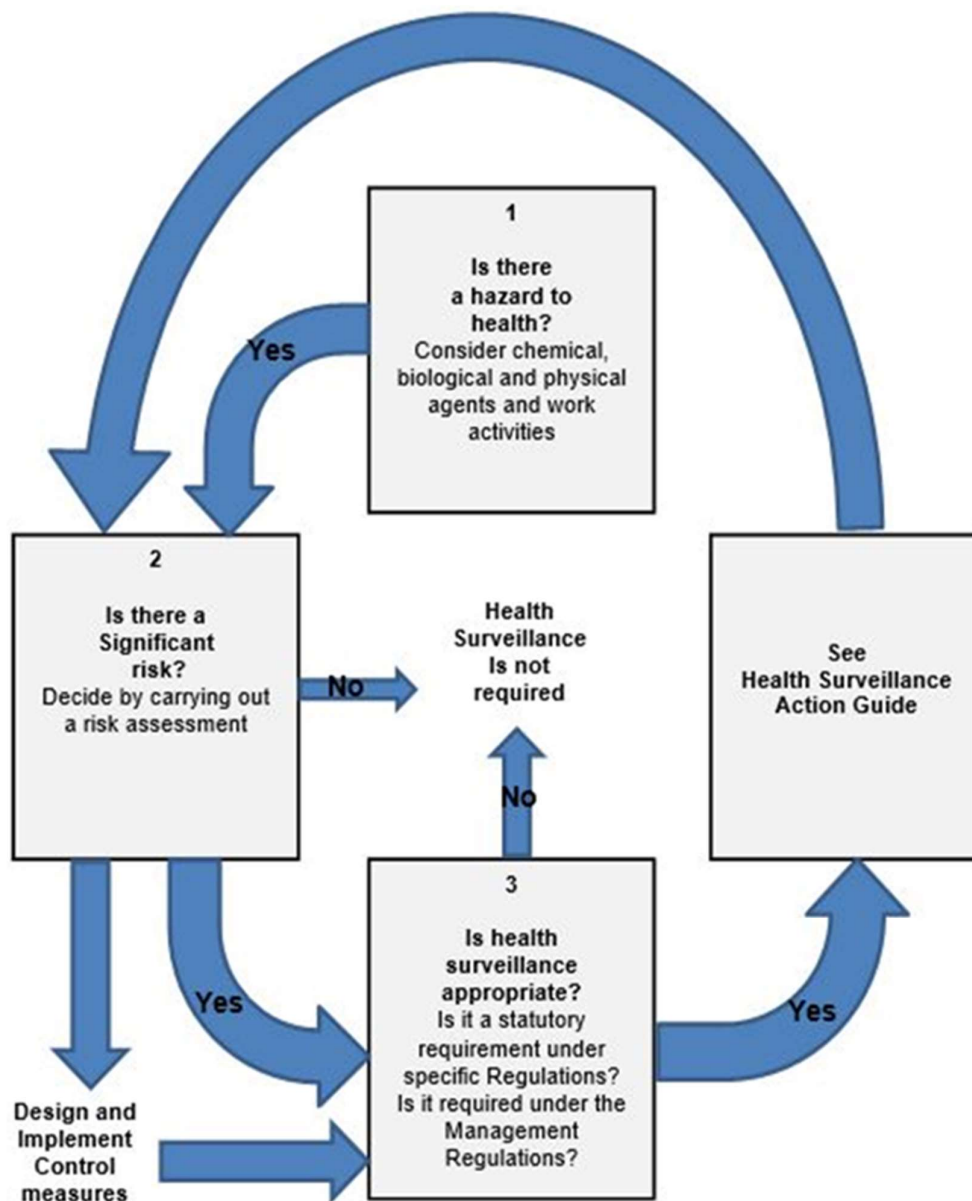 1
Is there
a hazard to
health?
Consider chemical,
biological and physical
agents and work
activities
Yes
2
Is there a
Significant
risk?
Decide by carrying out
a risk assessment
No
Health
Surveillance
Is not
required
See
Health Surveillance
Action Guide
No
3
Is health
surveillance
appropriate?
Is it a statutory
requirement under
specific Regulations?
Is it required under the
Management
Regulations?
Yes
Yes
Design and
Implement
Control
measures